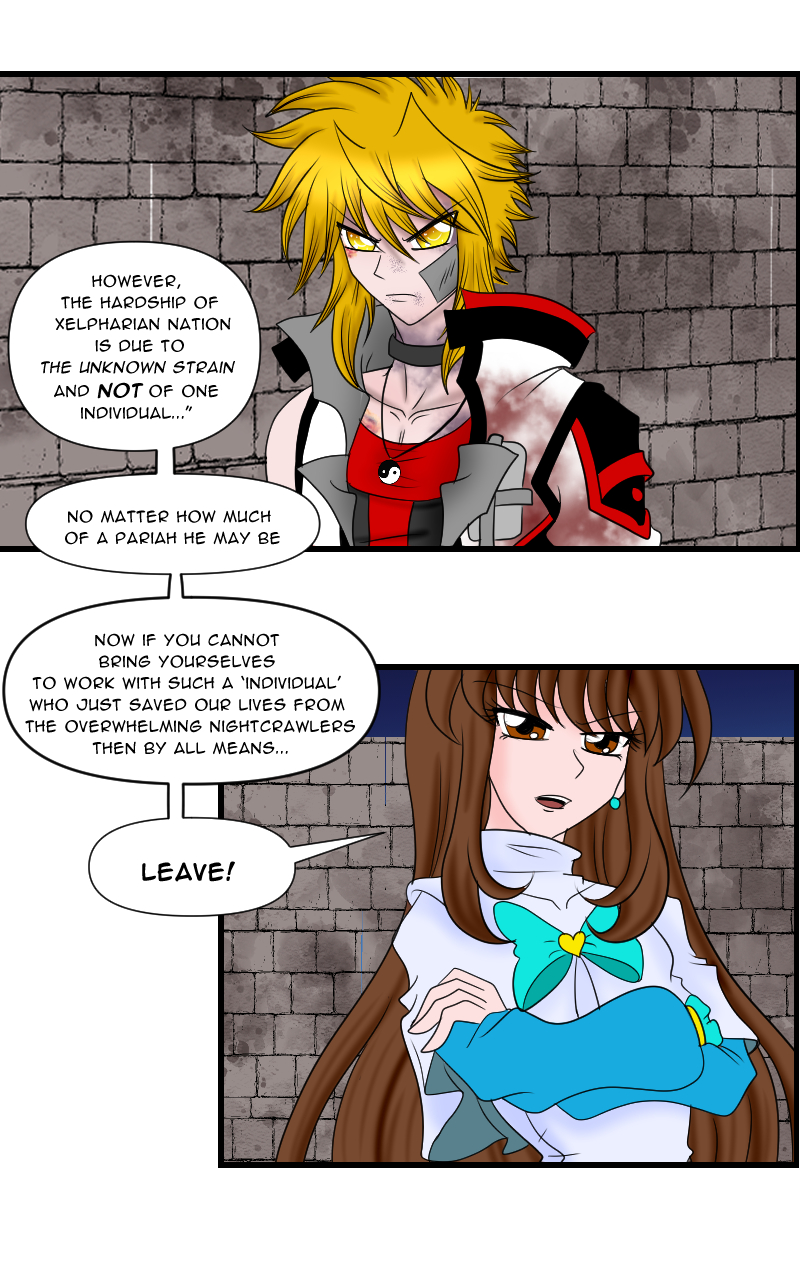 HOWEVER,
THE HARDSHIP OF
XELPHARIAN NATION
IS DUE TO
THE UNKNOWN STRAIN
AND NOT OF ONE
INDIVIDUAL..."
NO MATTER HOW MUCH
OF A PARIAH HE MAY BE
NOW IF YOU CANNOT
BRING YOURSELVES
TO WORK WITH SUCH A 'INDIVIDUAL'
WHO JUST SAVED OUR LIVES FROM
THE OVERWHELMING NIGHTCRAWLERS
THEN BY ALL MEANS...
LEAVE!